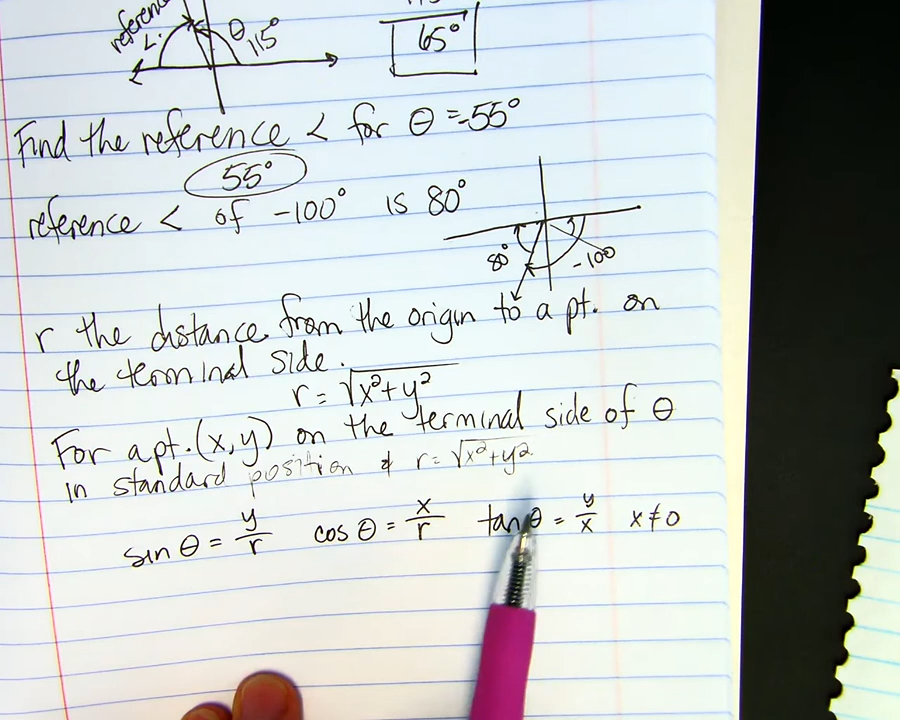 reference
∠.
θ
115°
65°
Find the reference < for θ = -55°
55°
reference < of -100° is 80°
80°
-100
r the distance from the origin to a pt. on
the terminal side.
r = √x²+y²
For a pt. (x,y) on the terminal side of θ
in standard position & r = √x²+y²
sin θ = y/r cos θ = x/r tan θ = y/x x ≠ 0